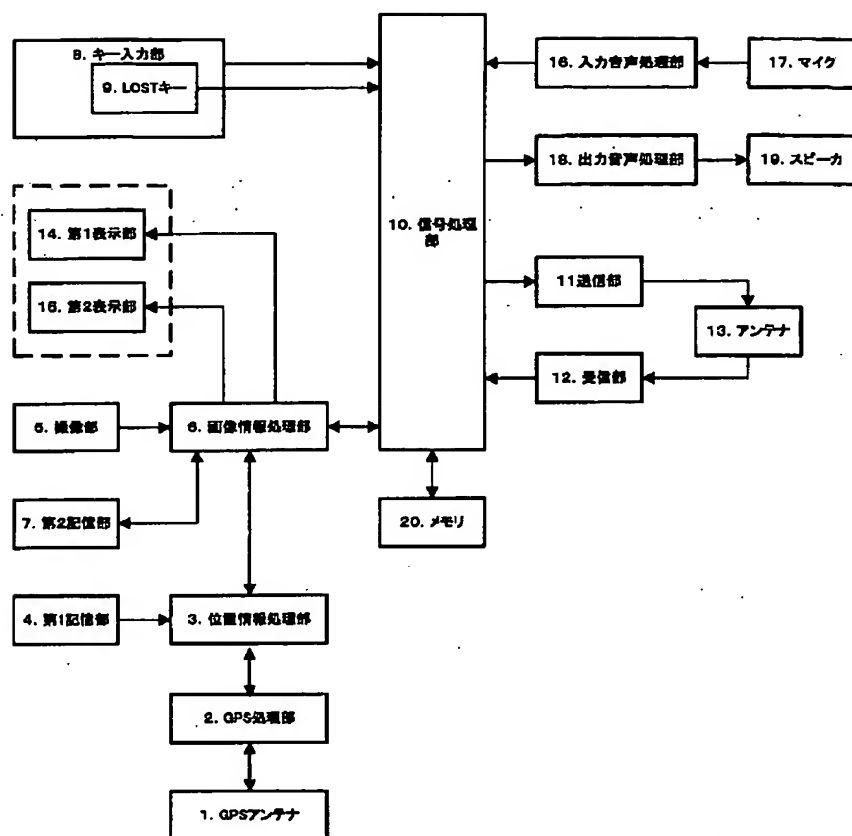 8. キー入力部
9. LOSTキー
16. 入力音声処理部
17. マイク
18. 出力音声処理部
19. スピーカ
10. 信号処理
部
14. 第1表示部
16. 第2表示部
11送信部
13. アンテナ
12. 受信部
5. 撮像部
6. 画像情報処理部
7. 第2記憶部
20. メモリ
4. 第1記憶部
3. 位置情報処理部
2. GPS処理部
1. GPSアンテナ